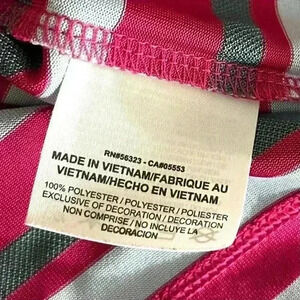 RN#56323 - CA#05553
MADE IN VIETNAM/FABRIQUE AU
VIETNAM/HECHO EN VIETNAM
100% POLYESTER / POLYESTER / POLIESTER
EXCLUSIVE OF DECORATION / DECORATION
NON COMPRISE / NO INCLUYE LA
DECORACION